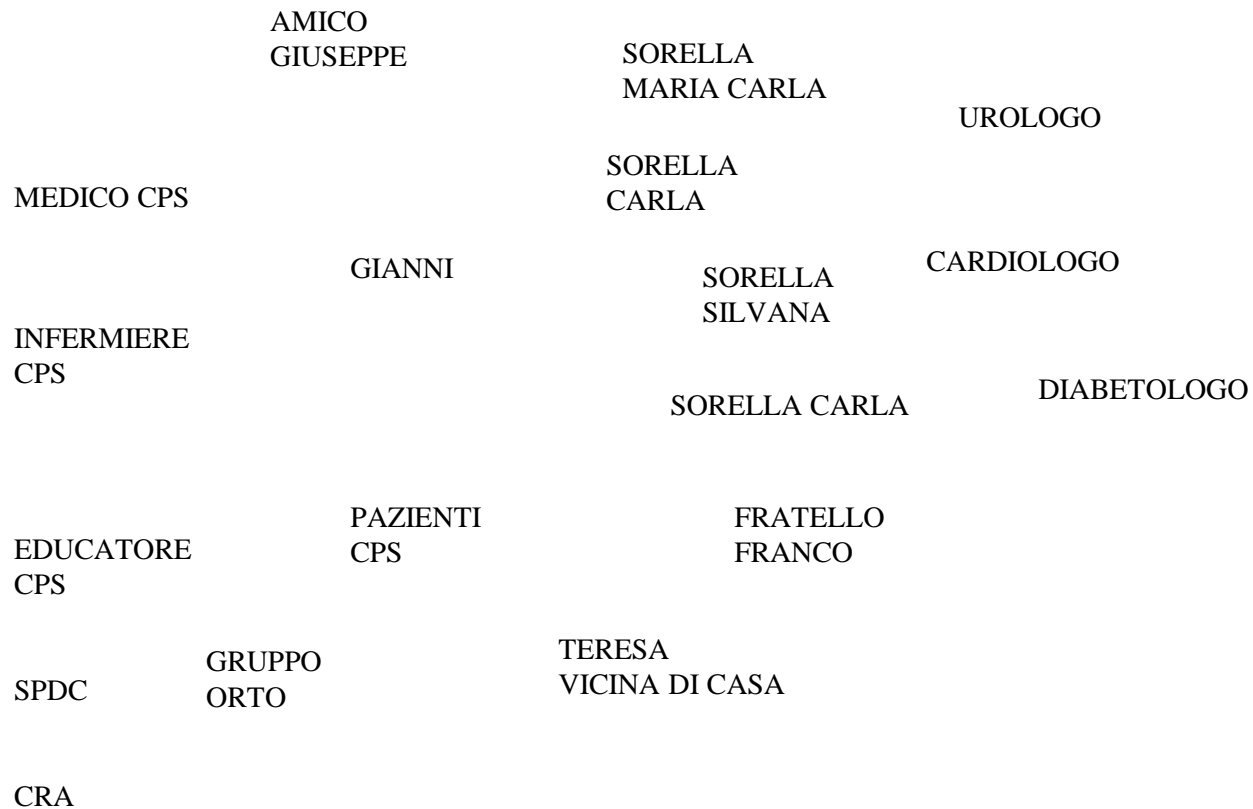 AMICO
GIUSEPPE
SORELLA
MARIA CARLA
UROLOGO
SORELLA
CARLA
MEDICO CPS
GIANNI
CARDIOLOGO
SORELLA
SILVANA
INFERMIERE
CPS
DIABETOLOGO
SORELLA CARLA
PAZIENTI
CPS
FRATELLO
FRANCO
EDUCATORE
CPS
TERESA
VICINA DI CASA
GRUPPO
ORTO
SPDC
CRA